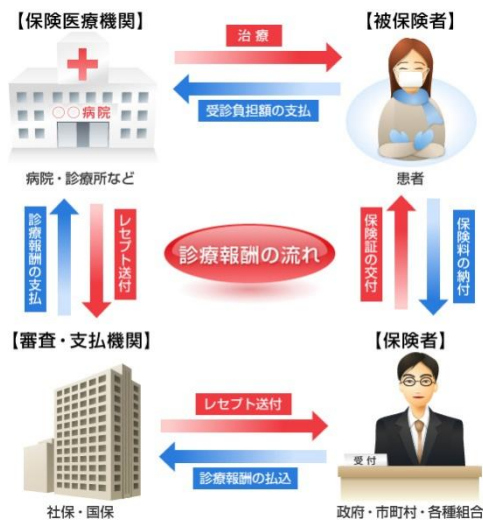 【保険医療機関】
【被保険者】
治療
受診負担額の支払
○○病院
病院・診療所など
患者
診療報酬の支払
レセプト送付
診療報酬の流れ
保険証の交付
保険料の納付
【審査・支払機関】
【保険者】
レセプト送付
診療報酬の払込
受付
社保・国保
政府・市町村・各種組合